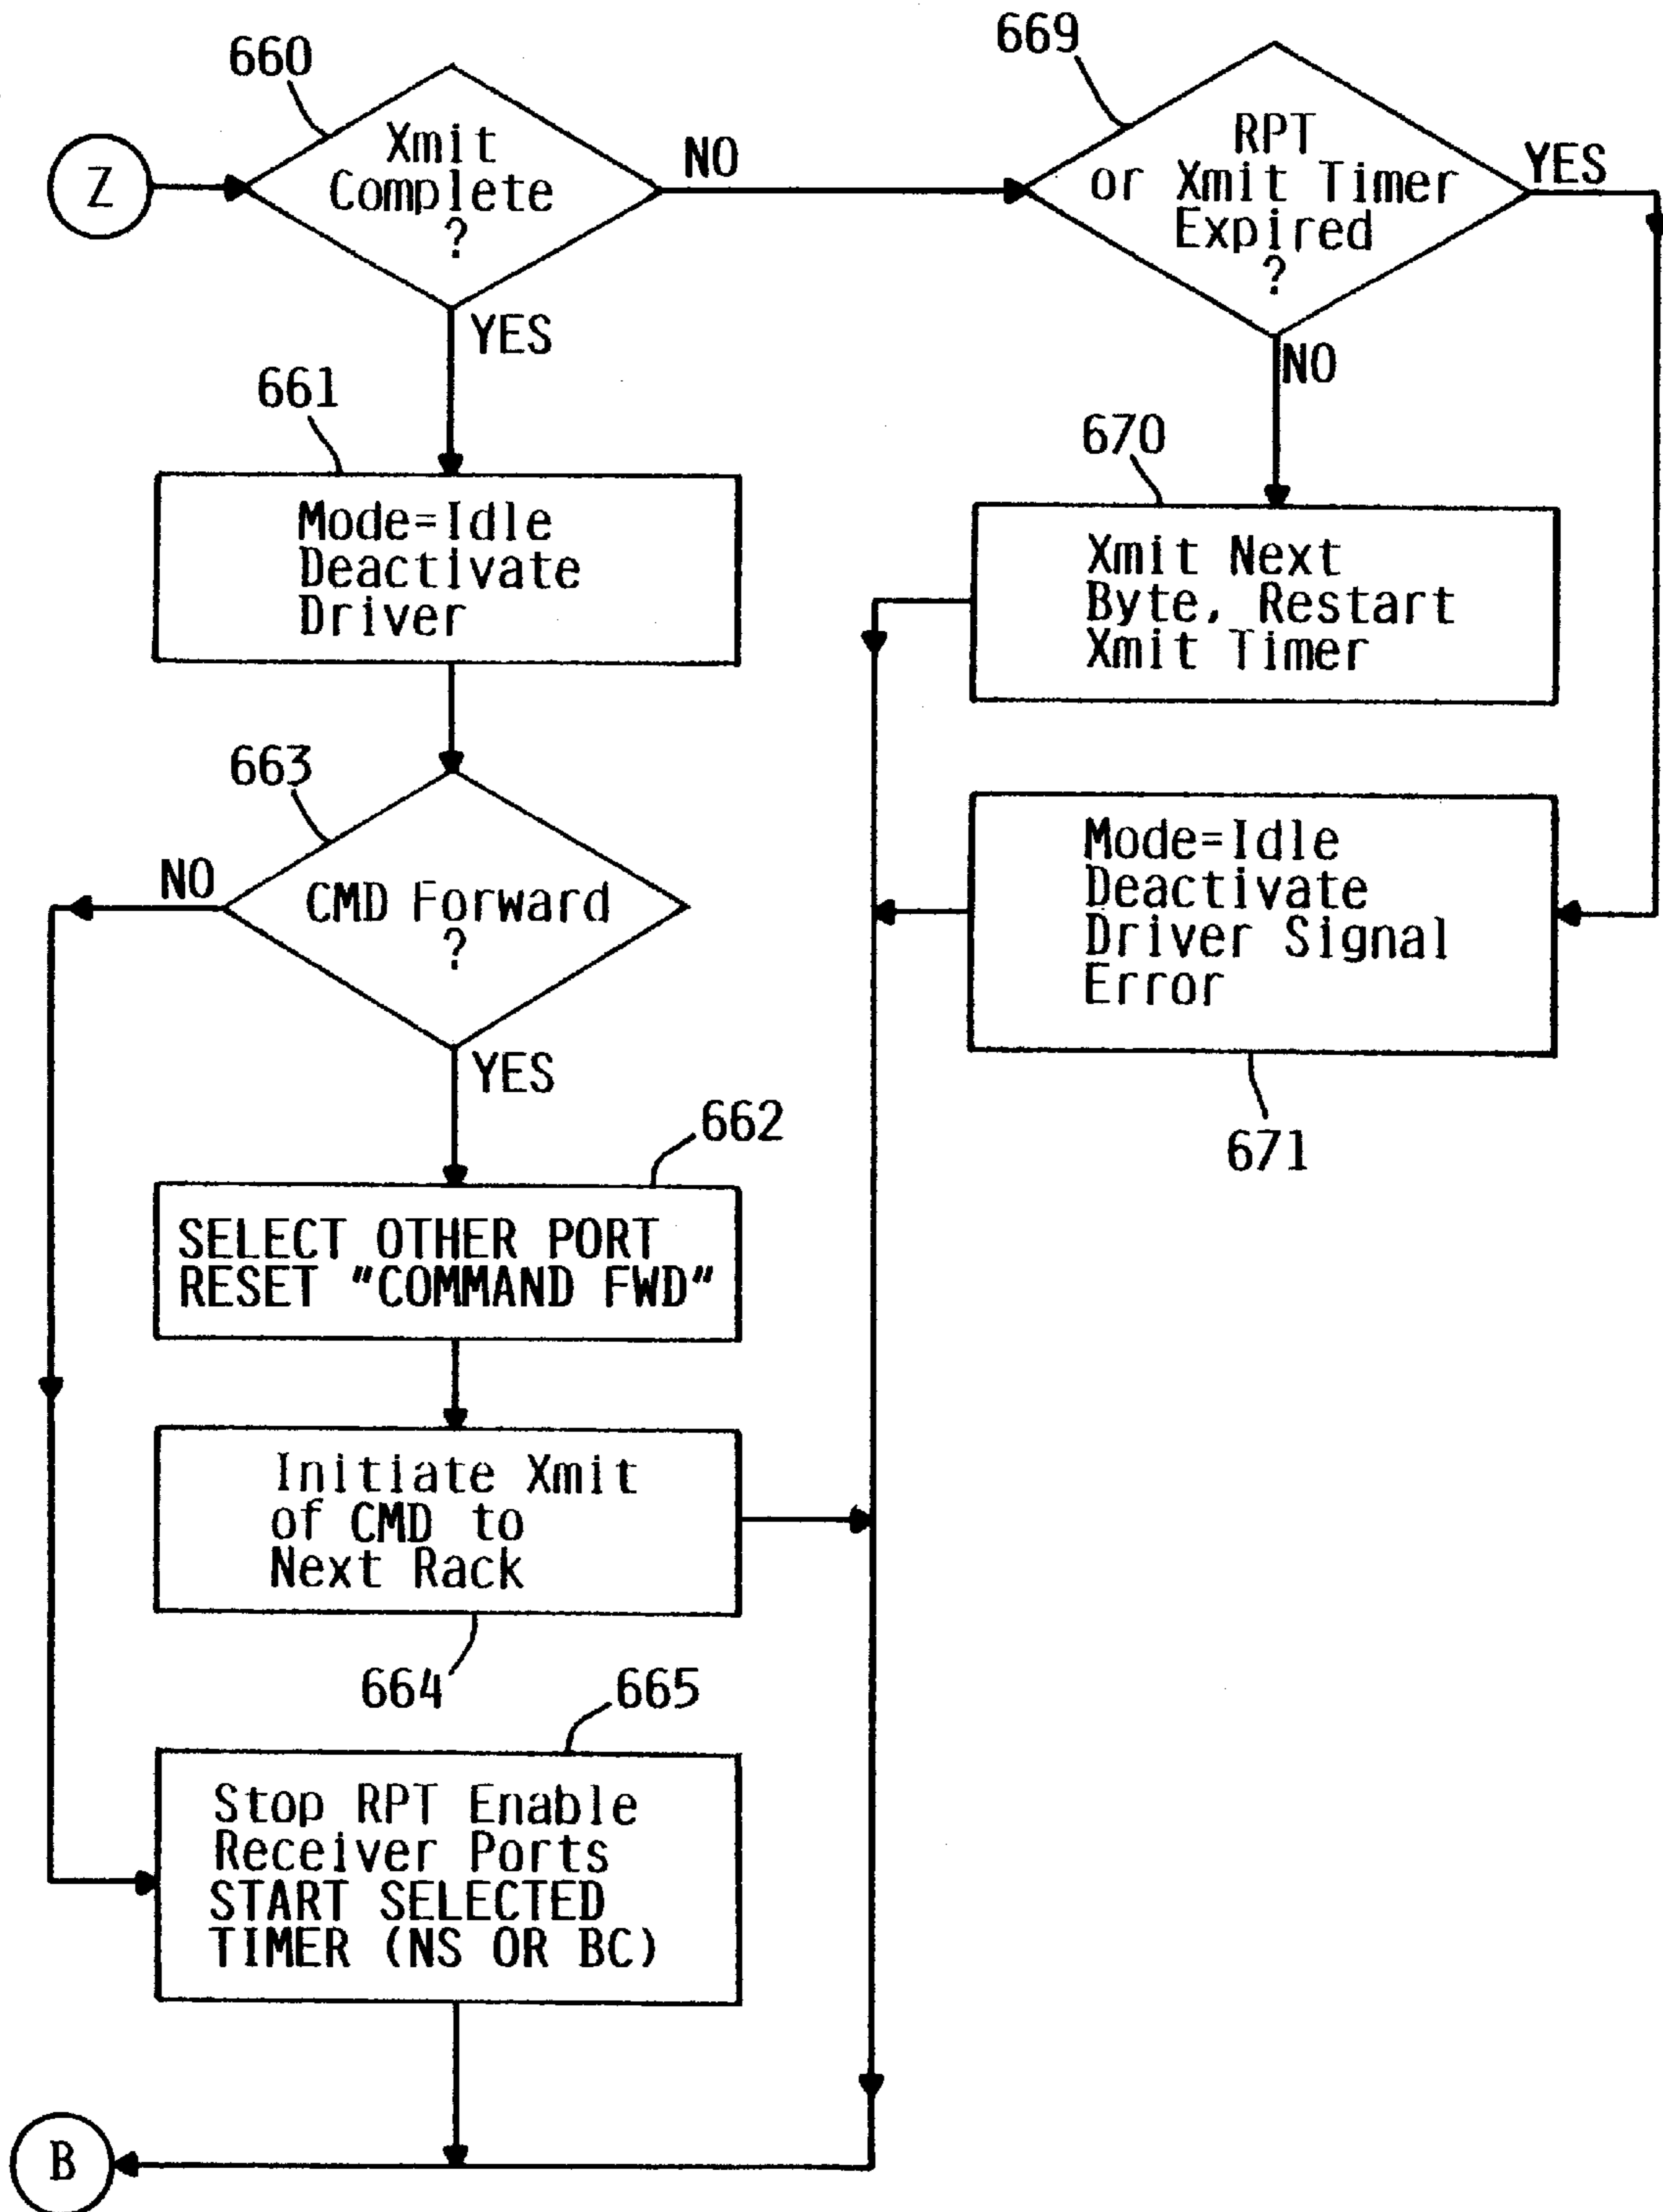 660
Z
Xmit
Complete
?
NO
YES
669
RPT
or Xmit Timer
Expired
?
YES
NO
661
Mode=Idle
Deactivate
Driver
670
Xmit Next
Byte, Restart
Xmit Timer
663
CMD Forward
?
NO
YES
Mode=Idle
Deactivate
Driver Signal
Error
671
662
SELECT OTHER PORT
RESET "COMMAND FWD"
Initiate Xmit
of CMD to
Next Rack
664
665
Stop RPT Enable
Receiver Ports
START SELECTED
TIMER (NS OR BC)
B